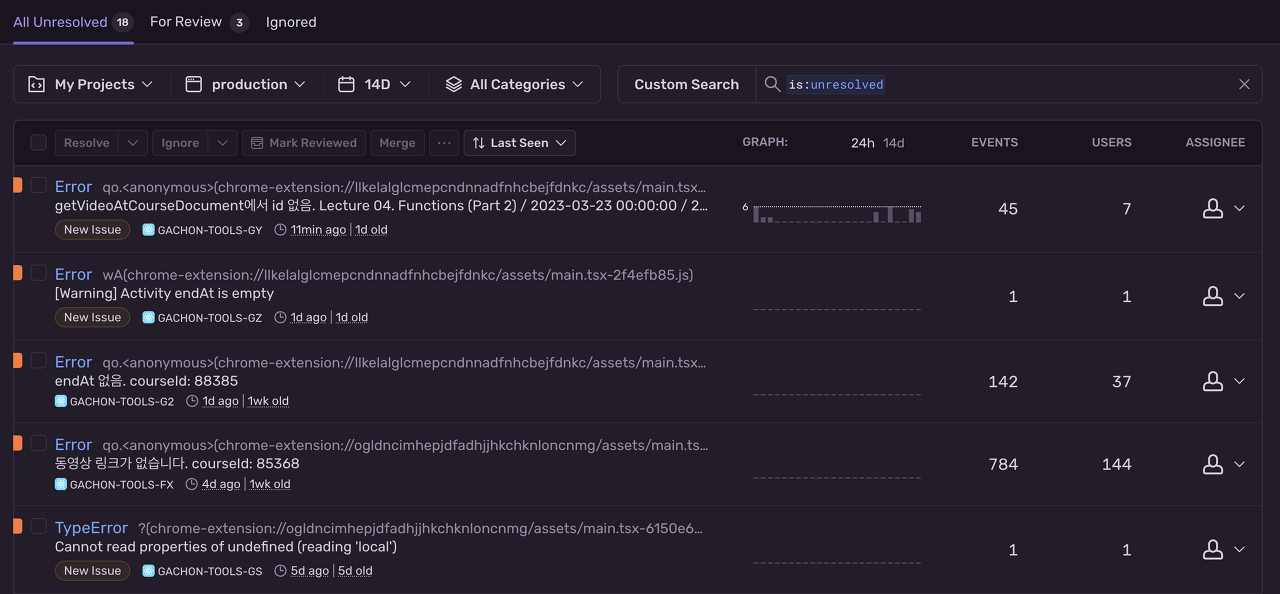 All Unresolved 18 For Review 3 Ignored
My Projects production 14D All Categories Custom Search is:unresolved
Resolve Ignore Mark Reviewed Merge ... Last Seen GRAPH: 24h 14d EVENTS USERS ASSIGNEE
Error qo.<anonymous>(chrome-extension://llkelalglcmepcndnnadfnhcbejfdnkc/assets/main.tsx…
getVideoAtCourseDocument에서 id 없음. Lecture 04. Functions (Part 2) / 2023-03-23 00:00:00 / 2…
6
45 7
New Issue GACHON-TOOLS-GY 11min ago | 1d old
Error wA(chrome-extension://llkelalglcmepcndnnadfnhcbejfdnkc/assets/main.tsx-2f4efb85.js)
[Warning] Activity endAt is empty
1 1
New Issue GACHON-TOOLS-GZ 1d ago | 1d old
Error qo.<anonymous>(chrome-extension://llkelalglcmepcndnnadfnhcbejfdnkc/assets/main.tsx…
endAt 없음. courseId: 88385
142 37
GACHON-TOOLS-G2 1d ago | 1wk old
Error qo.<anonymous>(chrome-extension://ogldncimhepjdfadhjjhkchknloncnmg/assets/main.ts…
동영상 링크가 없습니다. courseId: 85368
784 144
GACHON-TOOLS-FX 4d ago | 1wk old
TypeError ?(chrome-extension://ogldncimhepjdfadhjjhkchknloncnmg/assets/main.tsx-6150e6…
Cannot read properties of undefined (reading 'local')
1 1
New Issue GACHON-TOOLS-GS 5d ago | 5d old